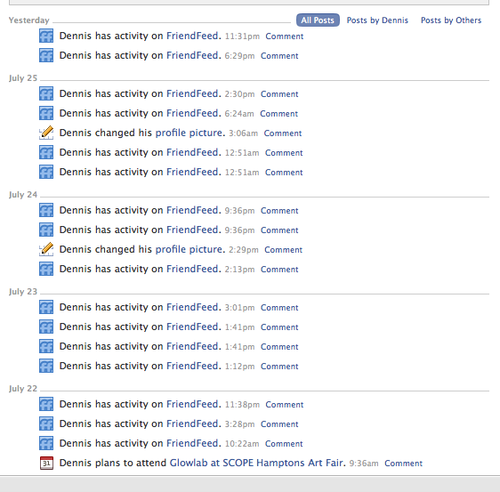 Yesterday All Posts Posts by Dennis Posts by Others
Dennis has activity on FriendFeed. 11:31pm Comment
Dennis has activity on FriendFeed. 6:29pm Comment
July 25
Dennis has activity on FriendFeed. 2:30pm Comment
Dennis has activity on FriendFeed. 6:24am Comment
Dennis changed his profile picture. 3:06am Comment
Dennis has activity on FriendFeed. 12:51am Comment
Dennis has activity on FriendFeed. 12:51am Comment
July 24
Dennis has activity on FriendFeed. 9:36pm Comment
Dennis has activity on FriendFeed. 9:36pm Comment
Dennis changed his profile picture. 2:29pm Comment
Dennis has activity on FriendFeed. 2:13pm Comment
July 23
Dennis has activity on FriendFeed. 3:01pm Comment
Dennis has activity on FriendFeed. 1:41pm Comment
Dennis has activity on FriendFeed. 1:41pm Comment
Dennis has activity on FriendFeed. 1:12pm Comment
July 22
Dennis has activity on FriendFeed. 11:38pm Comment
Dennis has activity on FriendFeed. 3:28pm Comment
Dennis has activity on FriendFeed. 10:22am Comment
31 Dennis plans to attend Glowlab at SCOPE Hamptons Art Fair. 9:36am Comment